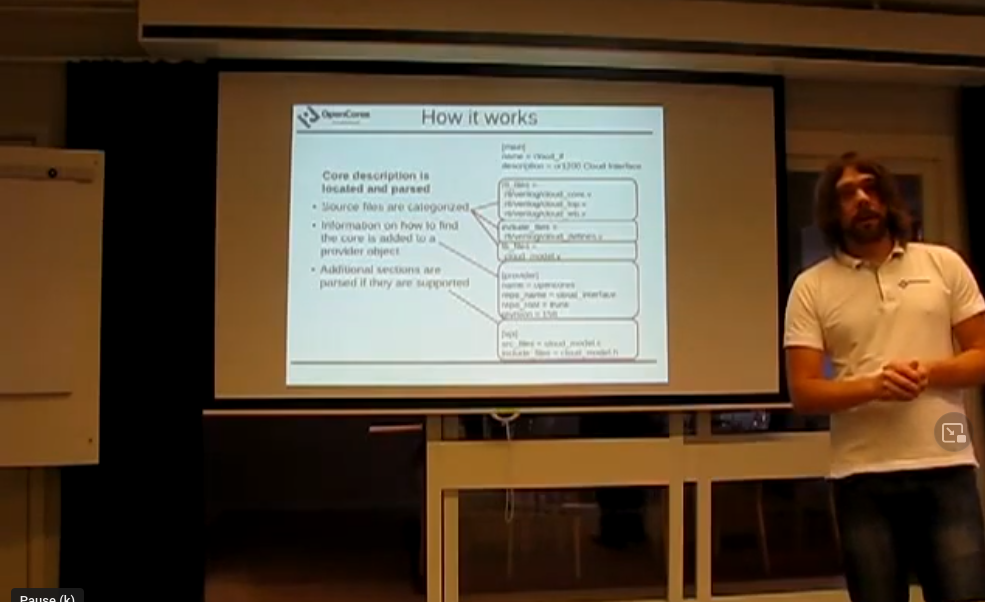 OpenCores
How it works
[main]
name = cloud_if
description = or1200 Cloud Interface
Core description is
located and parsed
• Source files are categorized
• Information on how to find
the core is added to a
provider object
• Additional sections are
parsed if they are supported
rtl/verilog/cloud_core.v
rtl/verilog/cloud_top.v
rtl/verilog/cloud_wb.v
include_files =
rtl/verilog/cloud_defines.v
cloud_model.v
[provider]
name = opencores
repo_name = cloud_interface
repo_root = trunk
revision = 158
src_files = cloud_model.c
include_files = cloud_model.h
Pause (k)